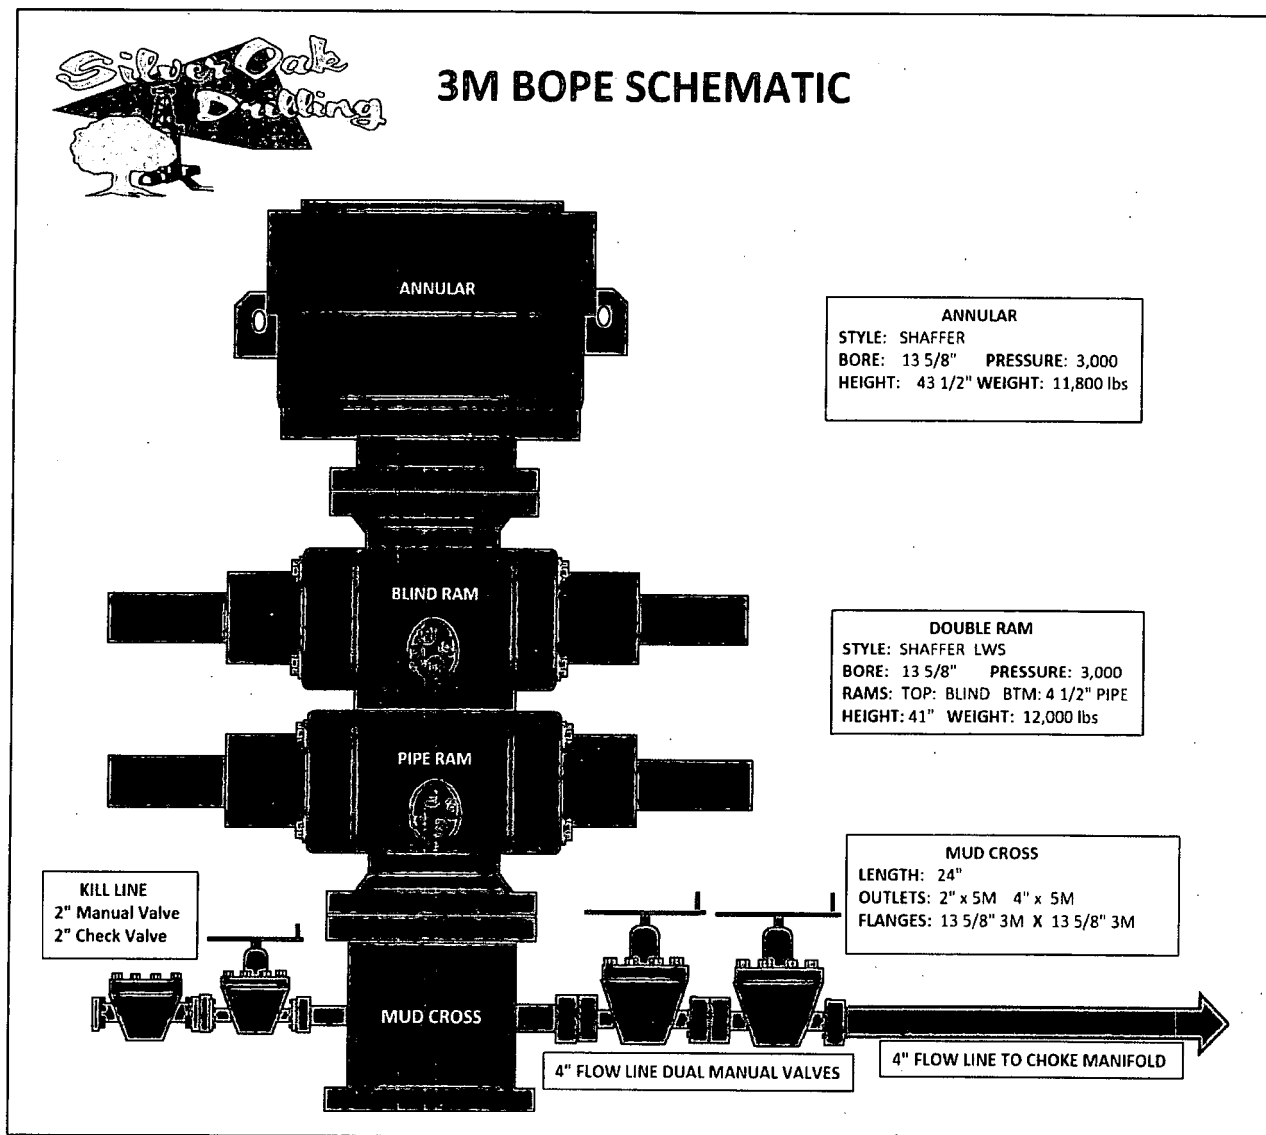 Silver Oak
Drilling
3M BOPE SCHEMATIC
ANNULAR
ANNULAR
STYLE: SHAFFER
BORE: 13 5/8" PRESSURE: 3,000
HEIGHT: 43 1/2" WEIGHT: 11,800 lbs
BLIND RAM
DOUBLE RAM
STYLE: SHAFFER LWS
BORE: 13 5/8" PRESSURE: 3,000
RAMS: TOP: BLIND BTM: 4 1/2" PIPE
HEIGHT: 41" WEIGHT: 12,000 lbs
PIPE RAM
MUD CROSS
LENGTH: 24"
OUTLETS: 2" x 5M 4" x 5M
FLANGES: 13 5/8" 3M X 13 5/8" 3M
KILL LINE
2" Manual Valve
2" Check Valve
MUD CROSS
4" FLOW LINE DUAL MANUAL VALVES
4" FLOW LINE TO CHOKE MANIFOLD